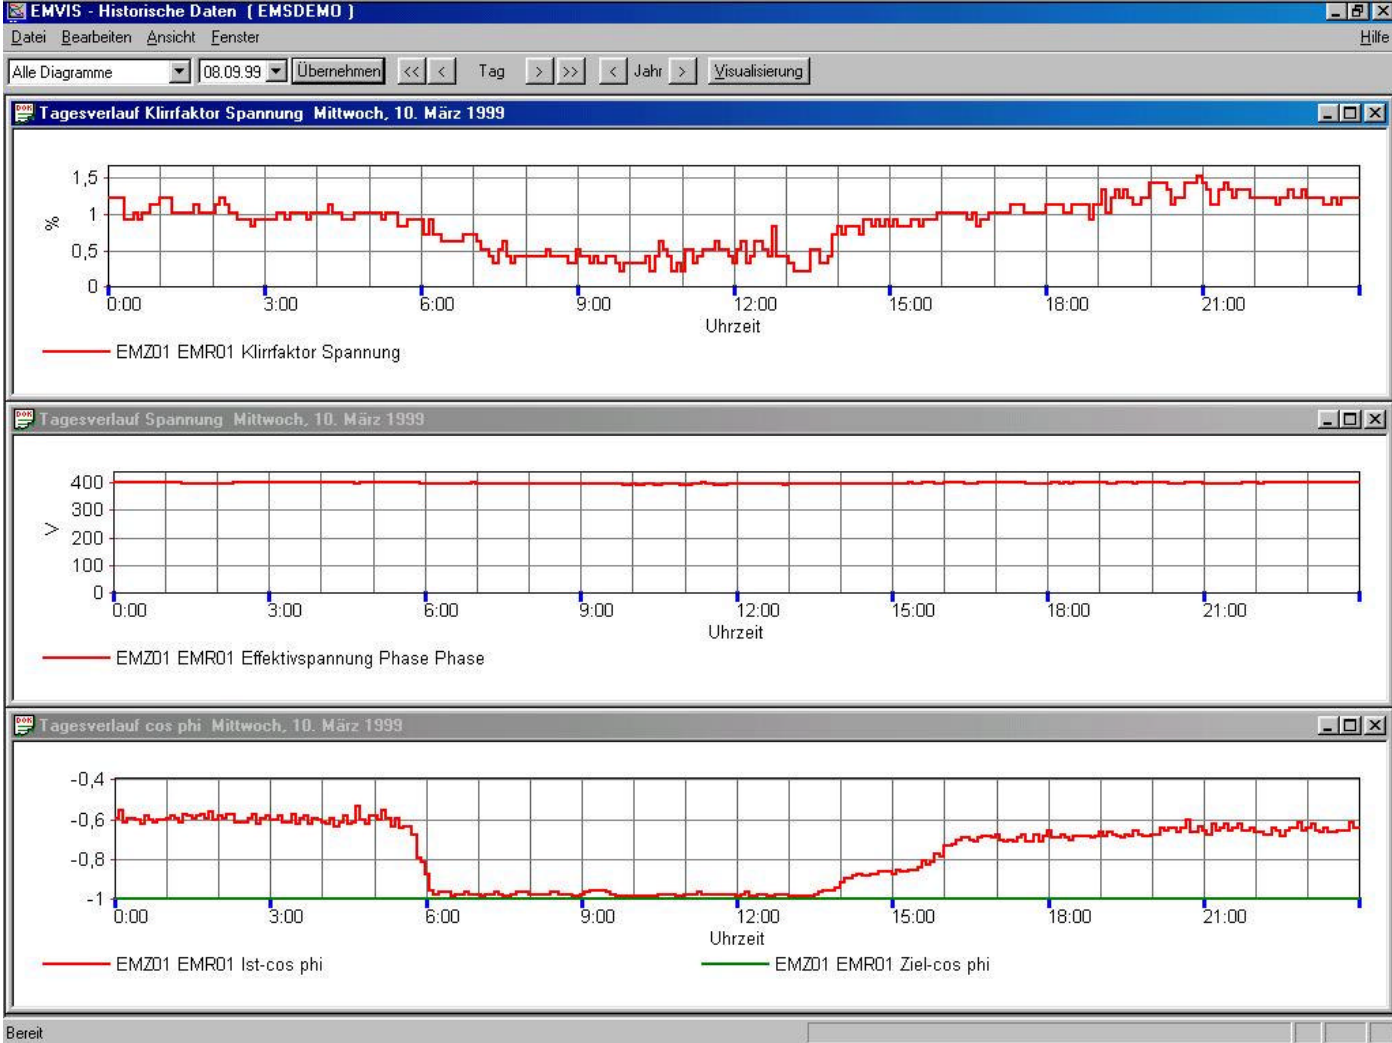 EMVIS - Historische Daten ( EMSDEMO )
Datei Bearbeiten Ansicht Fenster Hilfe
Alle Diagramme 08.09.99 Übernehmen << < Tag > >> < Jahr > Visualisierung
Tagesverlauf Klirrfaktor Spannung Mittwoch, 10. März 1999
1,5
1
0,5
0
%
0:00 3:00 6:00 9:00 12:00 15:00 18:00 21:00
Uhrzeit
EMZ01 EMR01 Klirrfaktor Spannung
Tagesverlauf Spannung Mittwoch, 10. März 1999
400
300
200
100
0
V
0:00 3:00 6:00 9:00 12:00 15:00 18:00 21:00
Uhrzeit
EMZ01 EMR01 Effektivspannung Phase Phase
Tagesverlauf cos phi Mittwoch, 10. März 1999
-0,4
-0,6
-0,8
-1
0:00 3:00 6:00 9:00 12:00 15:00 18:00 21:00
Uhrzeit
EMZ01 EMR01 Ist-cos phi EMZ01 EMR01 Ziel-cos phi
Bereit